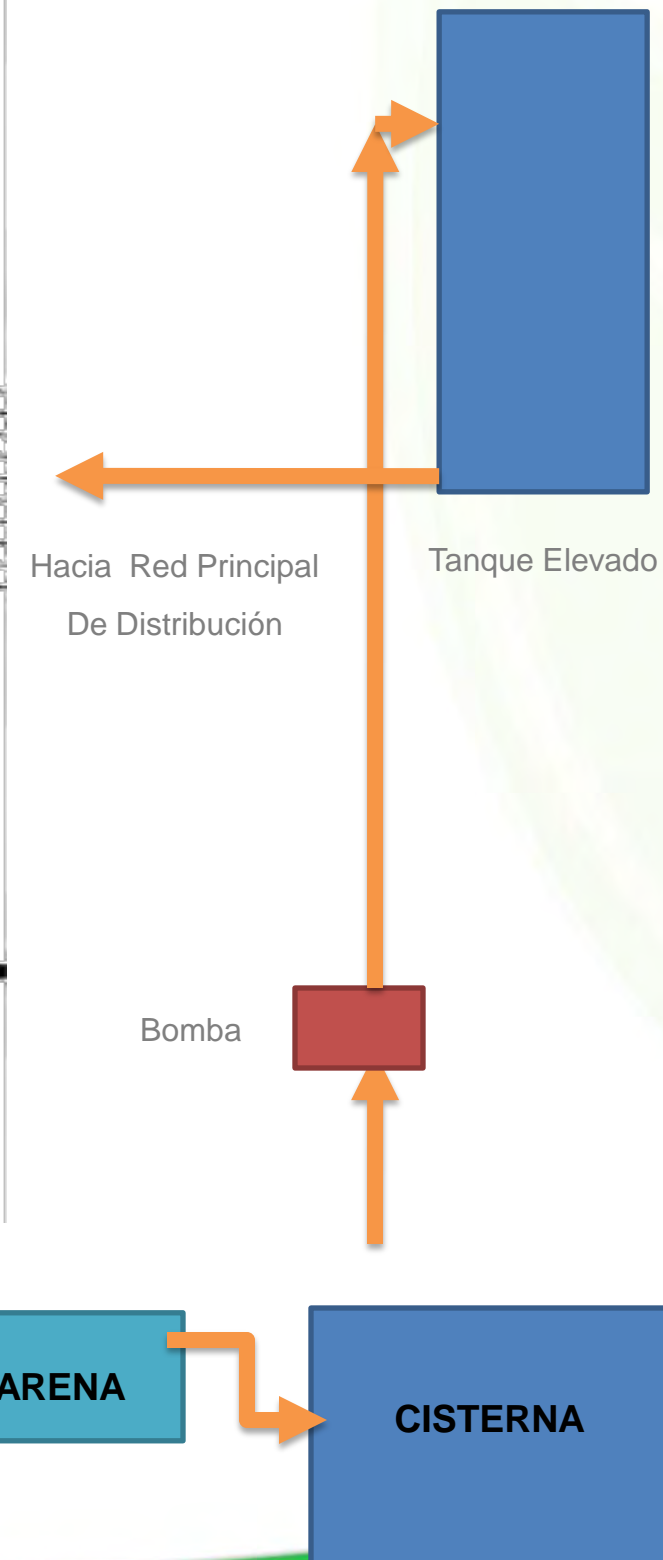 Hacia Red Principal
De Distribución
Tanque Elevado
Bomba
ARENA
CISTERNA